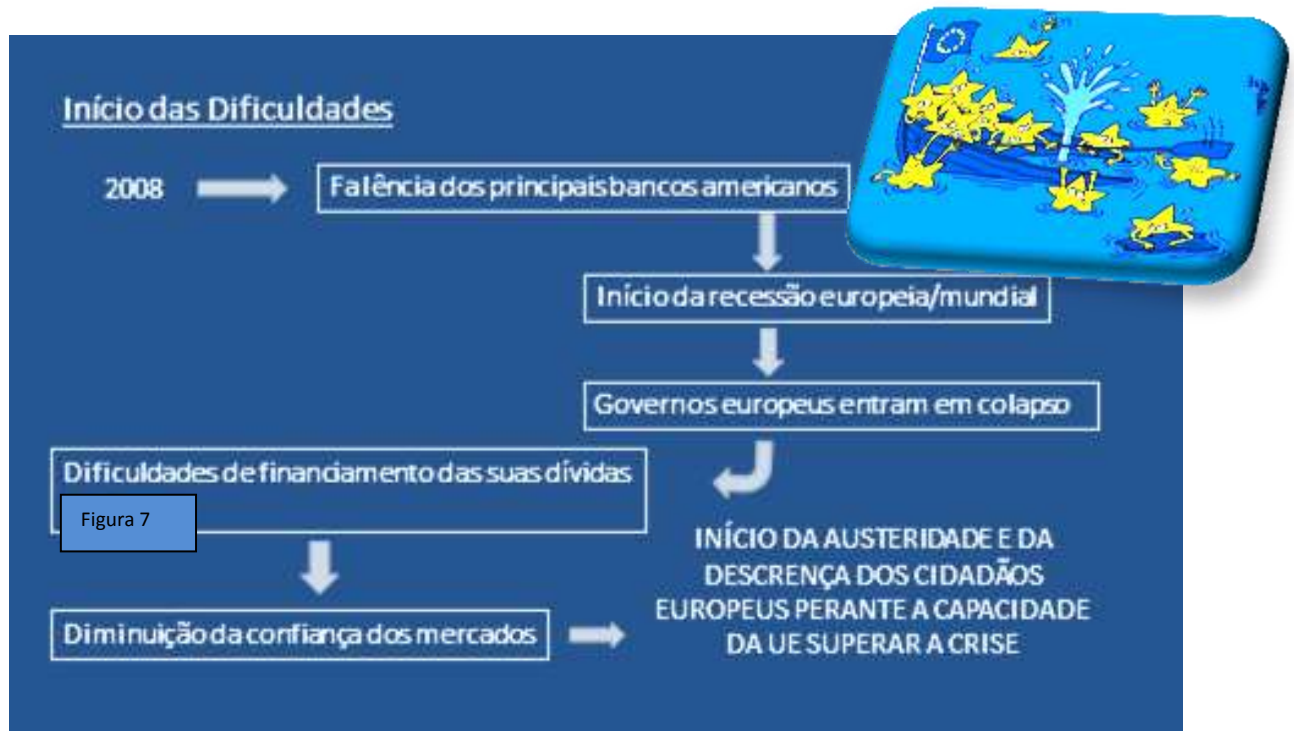 Início das Dificuldades
2008
Falência dos principais bancos americanos
Início da recessão europeia/mundial
Governos europeus entram em colapso
Dificuldades de financiamento das suas dívidas
Figura 7
Diminuição da confiança dos mercados
INÍCIO DA AUSTERIDADE E DA
DESCRENÇA DOS CIDADÃOS
EUROPEUS PERANTE A CAPACIDADE
DA UE SUPERAR A CRISE